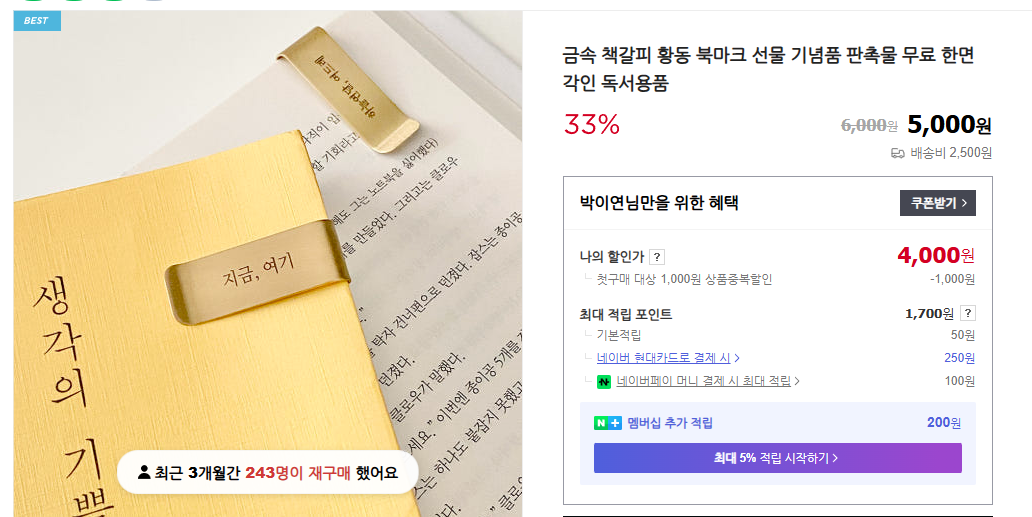 BEST
하늘연달, 여드레
지금, 여기
생각의 기쁨
최근 3개월간 243명이 재구매 했어요
금속 책갈피 황동 북마크 선물 기념품 판촉물 무료 한면
각인 독서용품
33%
6,000원 5,000원
배송비 2,500원
박이연님만을 위한 혜택
쿠폰받기 >
나의 할인가 ?
4,000원
첫구매 대상 1,000원 상품중복할인
-1,000원
최대 적립 포인트
1,700원 ?
기본적립
50원
네이버 현대카드로 결제 시 >
250원
네이버페이 머니 결제 시 최대 적립 >
100원
N+ 멤버십 추가 적립
200원
최대 5% 적립 시작하기 >